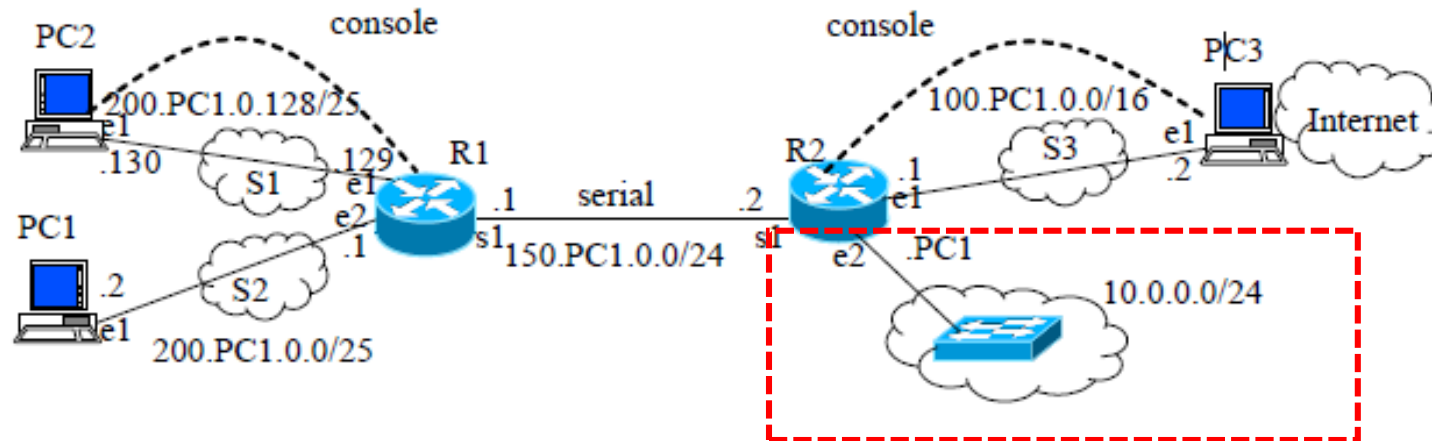 console
console
PC2
PC3
200.PC1.0.128/25
100.PC1.0.0/16
Internet
e1
e1
.130
.129
R1
R2
S3
S1
e1
.1
.2
e1
e2
.1
serial
.2
PC1
.1
s1
s1
.PC1
150.PC1.0.0/24
e2
.2
S2
10.0.0.0/24
e1
200.PC1.0.0/25